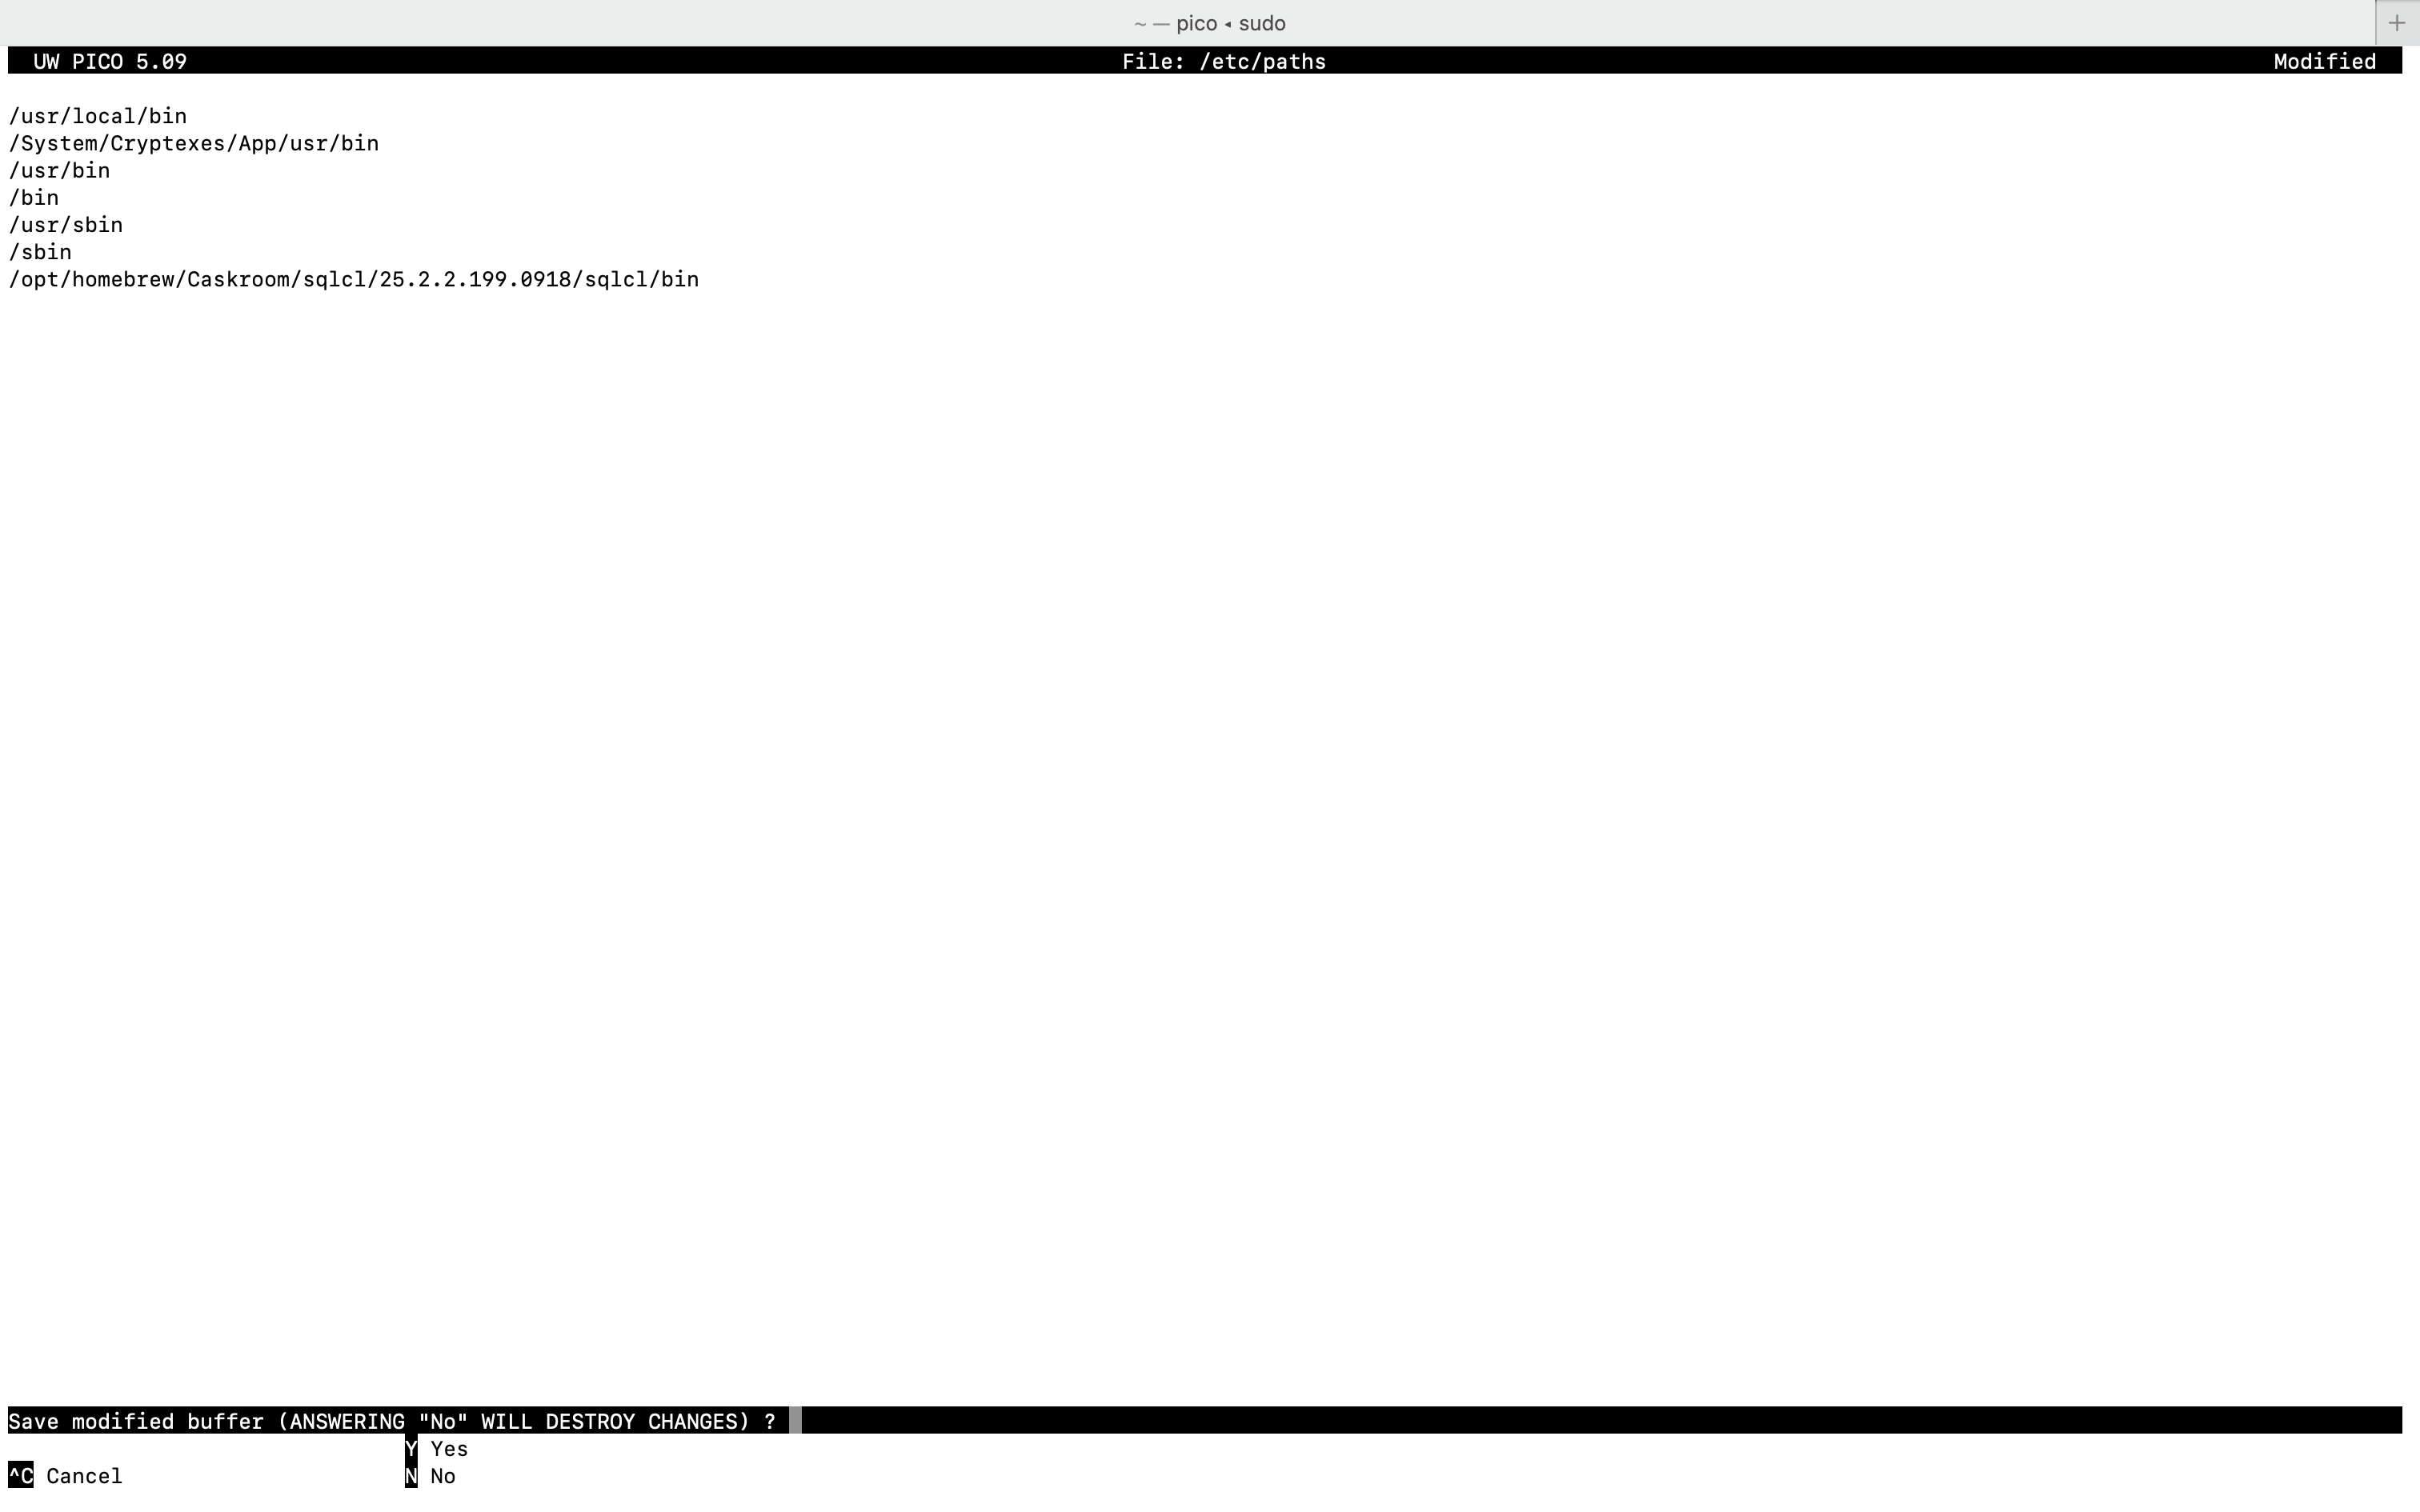 ~ — pico ◂ sudo
+
UW PICO 5.09 File: /etc/paths Modified
/usr/local/bin
/System/Cryptexes/App/usr/bin
/usr/bin
/bin
/usr/sbin
/sbin
/opt/homebrew/Caskroom/sqlcl/25.2.2.199.0918/sqlcl/bin
Save modified buffer (ANSWERING "No" WILL DESTROY CHANGES) ?
Y Yes
^C Cancel N No